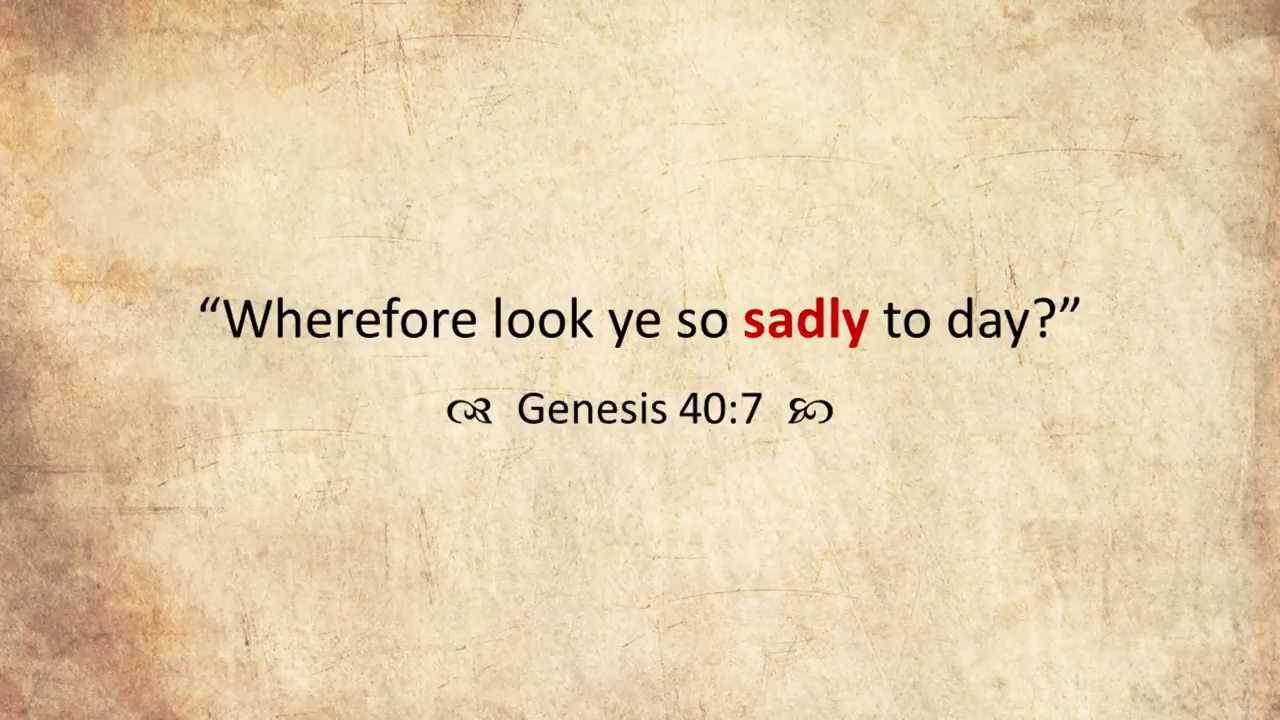 “Wherefore look ye so sadly to day?”
Genesis 40:7